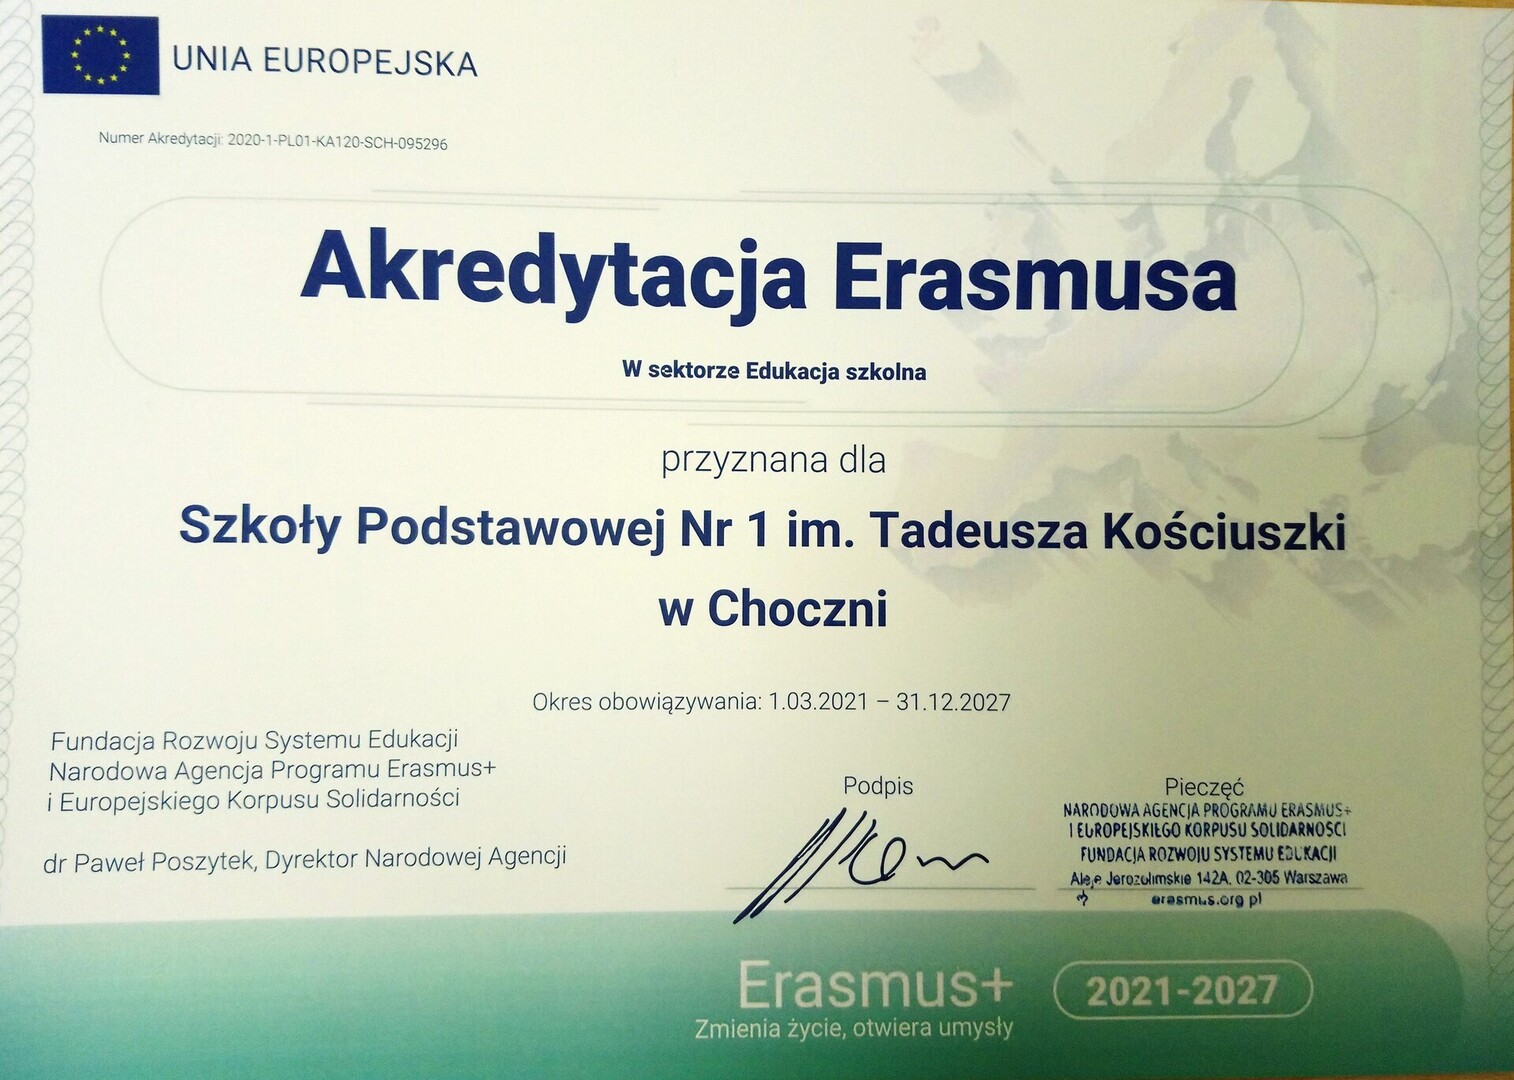 UNIA EUROPEJSKA
Numer Akredytacji: 2020-1-PL01-KA120-SCH-095296
Akredytacja Erasmusa
W sektorze Edukacja szkolna
przyznana dla
Szkoły Podstawowej Nr 1 im. Tadeusza Kościuszki
w Choczni
Okres obowiązywania: 1.03.2021 – 31.12.2027
Fundacja Rozwoju Systemu Edukacji
Narodowa Agencja Programu Erasmus+
i Europejskiego Korpusu Solidarności
dr Paweł Poszytek, Dyrektor Narodowej Agencji
Podpis
Pieczęć
NARODOWA AGENCJA PROGRAMU ERASMUS+
I EUROPEJSKIEGO KORPUSU SOLIDARNOŚCI
FUNDACJA ROZWOJU SYSTEMU EDUKACJI
Aleje Jerozolimskie 142A, 02-305 Warszawa
erasmus.org.pl
Erasmus+
Zmienia życie, otwiera umysły
2021-2027